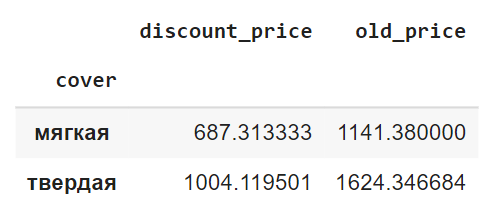 discount_price old_price
cover
мягкая 687.313333 1141.380000
твердая 1004.119501 1624.346684